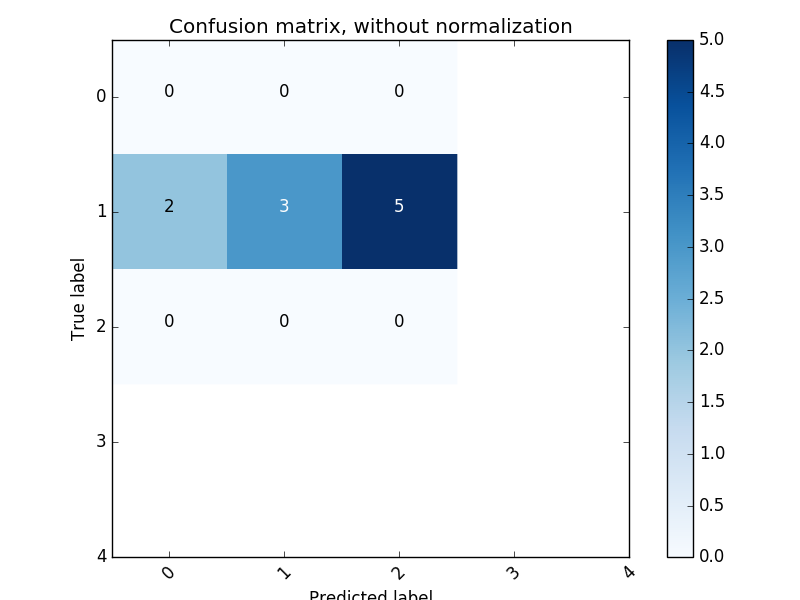 Confusion matrix, without normalization
5.0
0 0 0 0
4.5
4.0
3.5
1 2 3 5
3.0
True label
2.5
2 0 0 0
2.0
1.5
3
1.0
0.5
4
0.0
0 1 2 3 4
Predicted label